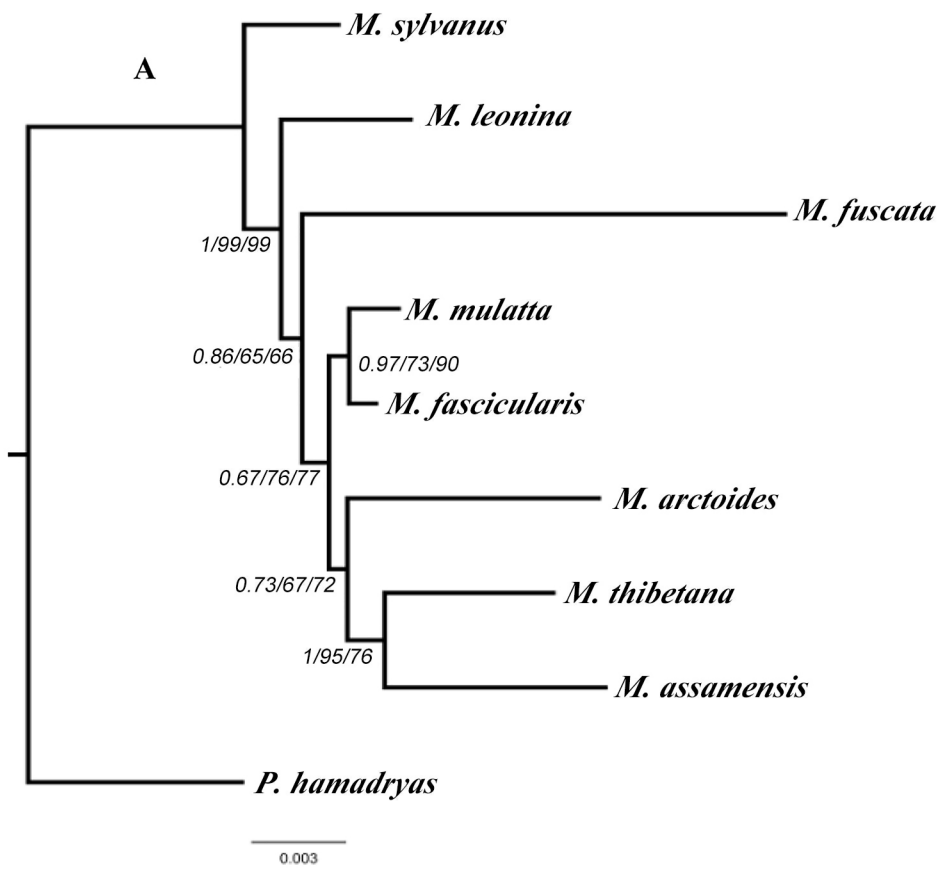 M. sylvanus
A
M. leonina
M. fuscata
1/99/99
M. mulatta
0.86/65/66
0.97/73/90
M. fascicularis
0.67/76/77
M. arctoides
0.73/67/72
M. thibetana
1/95/76
M. assamensis
P. hamadryas
0.003